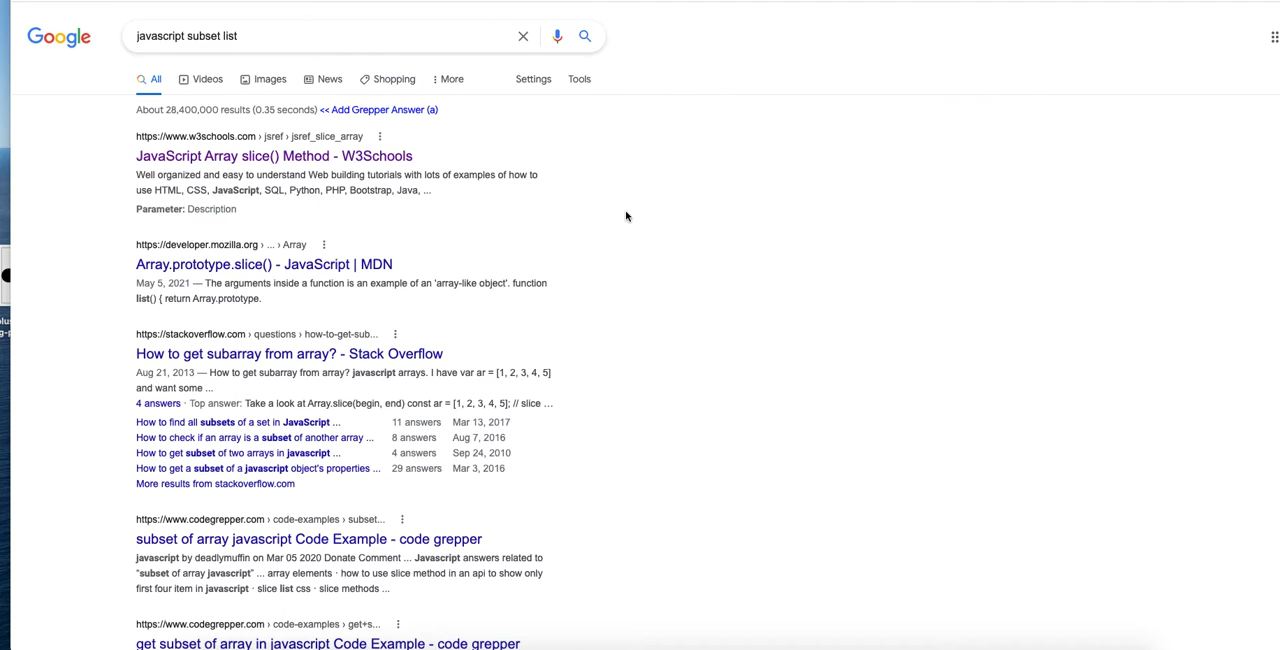 Google
javascript subset list
All Videos Images News Shopping More Settings Tools
About 28,400,000 results (0.35 seconds) << Add Grepper Answer (a)
https://www.w3schools.com › jsref › jsref_slice_array
JavaScript Array slice() Method - W3Schools
Well organized and easy to understand Web building tutorials with lots of examples of how to
use HTML, CSS, JavaScript, SQL, Python, PHP, Bootstrap, Java, ...
Parameter: Description
https://developer.mozilla.org › ... › Array
Array.prototype.slice() - JavaScript | MDN
May 5, 2021 — The arguments inside a function is an example of an 'array-like object'. function
list() { return Array.prototype.
https://stackoverflow.com › questions › how-to-get-sub...
How to get subarray from array? - Stack Overflow
Aug 21, 2013 — How to get subarray from array? javascript arrays. I have var ar = [1, 2, 3, 4, 5]
and want some ...
4 answers · Top answer: Take a look at Array.slice(begin, end) const ar = [1, 2, 3, 4, 5]; // slice ...
How to find all subsets of a set in JavaScript ... 11 answers Mar 13, 2017
How to check if an array is a subset of another array ... 8 answers Aug 7, 2016
How to get subset of two arrays in javascript ... 4 answers Sep 24, 2010
How to get a subset of a javascript object's properties ... 29 answers Mar 3, 2016
More results from stackoverflow.com
https://www.codegrepper.com › code-examples › subset...
subset of array javascript Code Example - code grepper
javascript by deadlymuffin on Mar 05 2020 Donate Comment ... Javascript answers related to
"subset of array javascript" ... array elements · how to use slice method in an api to show only
first four item in javascript · slice list css · slice methods ...
https://www.codegrepper.com › code-examples › get+s...
get subset of array in javascript Code Example - code grepper